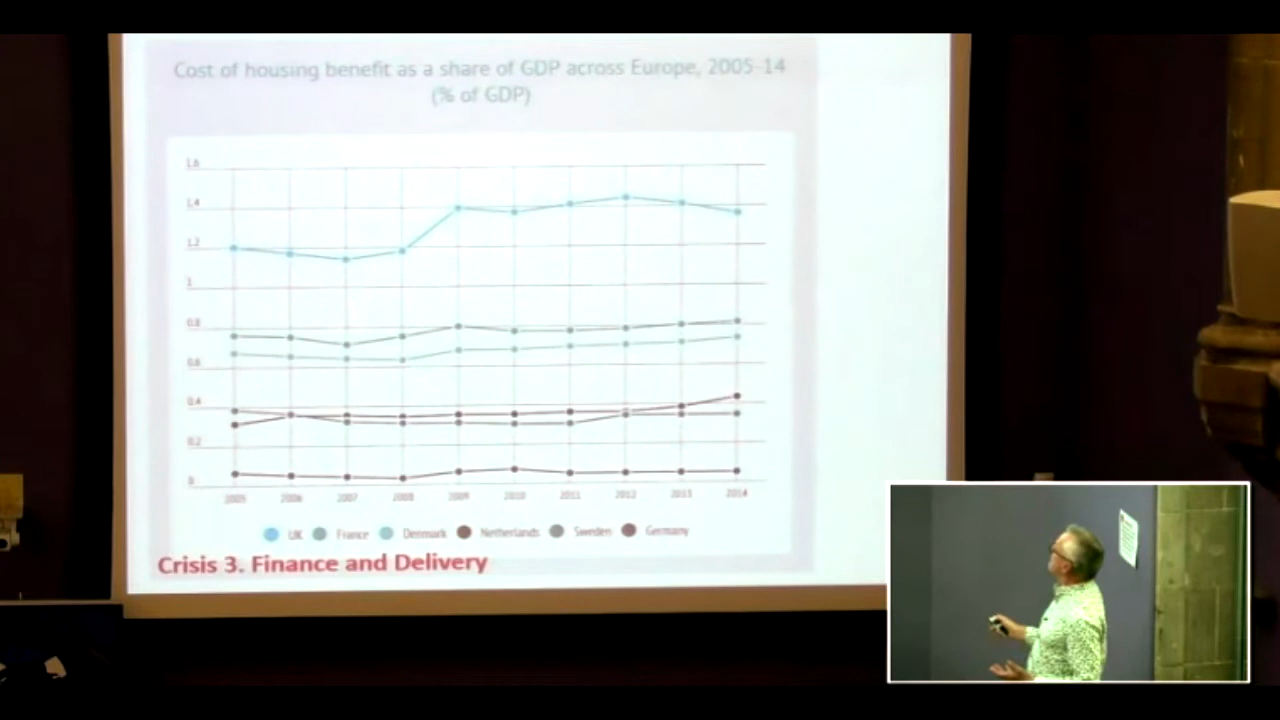 Cost of housing benefit as a share of GDP across Europe, 2005-14
(% of GDP)
1.6
1.4
1.2
1
0.8
0.6
0.4
0.2
0
2005 2006 2007 2008 2009 2010 2011 2012 2013 2014
UK France Denmark Netherlands Sweden Germany
Crisis 3. Finance and Delivery